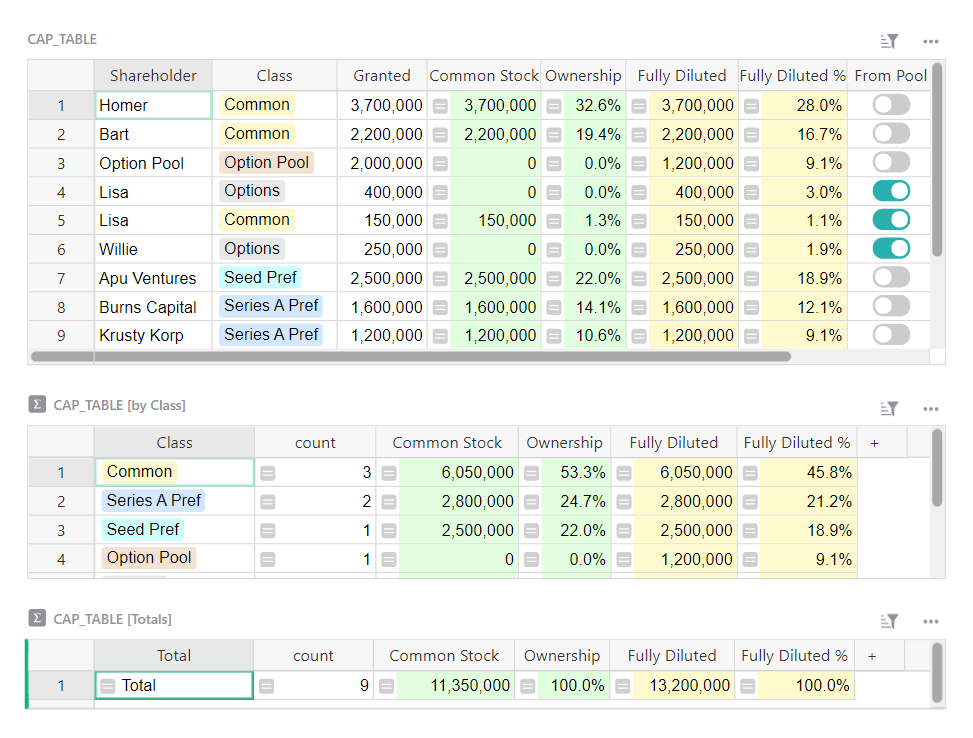 CAP_TABLE
Shareholder Class Granted Common Stock Ownership Fully Diluted Fully Diluted % From Pool
1 Homer Common 3,700,000 3,700,000 32.6% 3,700,000 28.0%
2 Bart Common 2,200,000 2,200,000 19.4% 2,200,000 16.7%
3 Option Pool Option Pool 2,000,000 0 0.0% 1,200,000 9.1%
4 Lisa Options 400,000 0 0.0% 400,000 3.0%
5 Lisa Common 150,000 150,000 1.3% 150,000 1.1%
6 Willie Options 250,000 0 0.0% 250,000 1.9%
7 Apu Ventures Seed Pref 2,500,000 2,500,000 22.0% 2,500,000 18.9%
8 Burns Capital Series A Pref 1,600,000 1,600,000 14.1% 1,600,000 12.1%
9 Krusty Korp Series A Pref 1,200,000 1,200,000 10.6% 1,200,000 9.1%
Σ CAP_TABLE [by Class]
Class count Common Stock Ownership Fully Diluted Fully Diluted % +
1 Common 3 6,050,000 53.3% 6,050,000 45.8%
2 Series A Pref 2 2,800,000 24.7% 2,800,000 21.2%
3 Seed Pref 1 2,500,000 22.0% 2,500,000 18.9%
4 Option Pool 1 0 0.0% 1,200,000 9.1%
Σ CAP_TABLE [Totals]
Total count Common Stock Ownership Fully Diluted Fully Diluted % +
1 Total 9 11,350,000 100.0% 13,200,000 100.0%